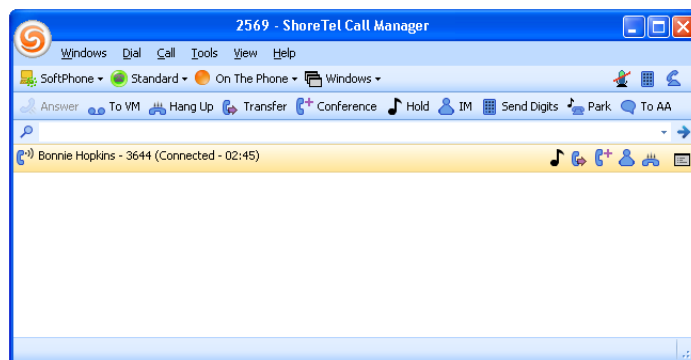 2569 - ShoreTel Call Manager
Windows Dial Call Tools View Help
SoftPhone Standard On The Phone Windows
Answer To VM Hang Up Transfer Conference Hold IM Send Digits Park To AA
Bonnie Hopkins - 3644 (Connected - 02:45)